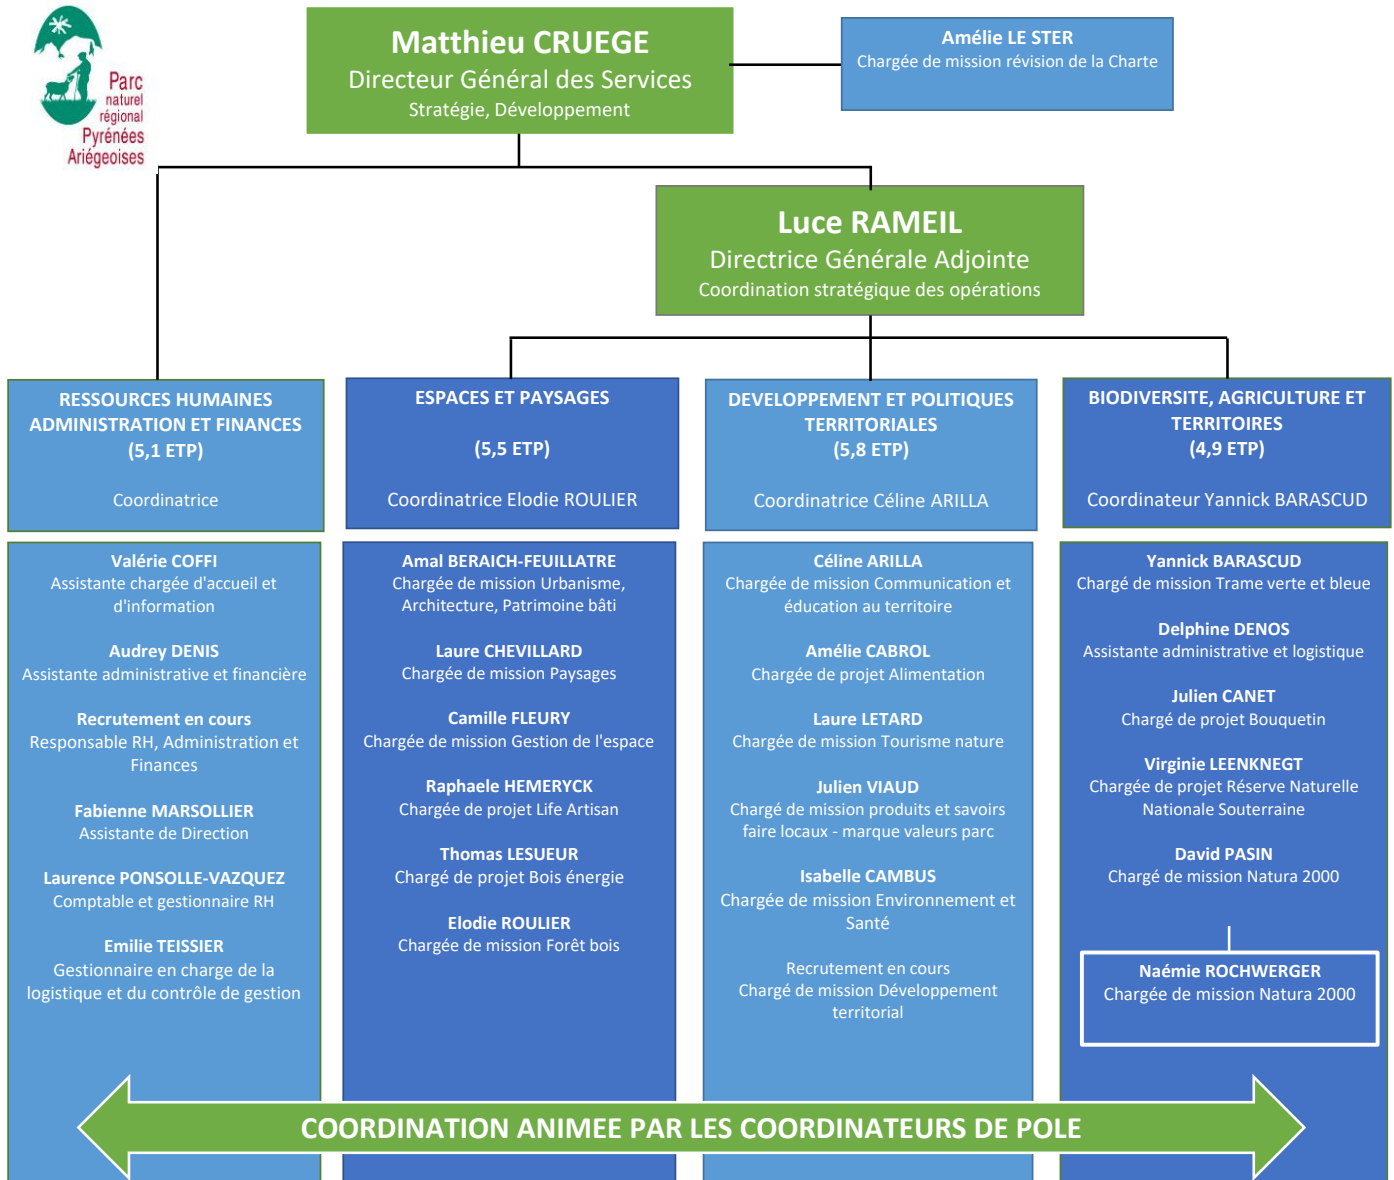 Parc
naturel
régional
Pyrénées
Ariégeoises
Matthieu CRUEGE
Directeur Général des Services
Stratégie, Développement
Amélie LE STER
Chargée de mission révision de la Charte
Luce RAMEIL
Directrice Générale Adjointe
Coordination stratégique des opérations
RESSOURCES HUMAINES
ADMINISTRATION ET FINANCES
(5,1 ETP)
Coordinatrice
Valérie COFFI
Assistante chargée d'accueil et
d'information
Audrey DENIS
Assistante administrative et financière
Recrutement en cours
Responsable RH, Administration et
Finances
Fabienne MARSOLLIER
Assistante de Direction
Laurence PONSOLLE-VAZQUEZ
Comptable et gestionnaire RH
Emilie TEISSIER
Gestionnaire en charge de la
logistique et du contrôle de gestion
ESPACES ET PAYSAGES
(5,5 ETP)
Coordinatrice Elodie ROULIER
Amal BERAICH-FEUILLATRE
Chargée de mission Urbanisme,
Architecture, Patrimoine bâti
Laure CHEVILLARD
Chargée de mission Paysages
Camille FLEURY
Chargée de mission Gestion de l'espace
Raphaele HEMERYCK
Chargée de projet Life Artisan
Thomas LESUEUR
Chargé de projet Bois énergie
Elodie ROULIER
Chargée de mission Forêt bois
DEVELOPPEMENT ET POLITIQUES
TERRITORIALES
(5,8 ETP)
Coordinatrice Céline ARILLA
Céline ARILLA
Chargée de mission Communication et
éducation au territoire
Amélie CABROL
Chargée de projet Alimentation
Laure LETARD
Chargée de mission Tourisme nature
Julien VIAUD
Chargé de mission produits et savoirs
faire locaux - marque valeurs parc
Isabelle CAMBUS
Chargée de mission Environnement et
Santé
Recrutement en cours
Chargé de mission Développement
territorial
BIODIVERSITE, AGRICULTURE ET
TERRITOIRES
(4,9 ETP)
Coordinateur Yannick BARASCUD
Yannick BARASCUD
Chargé de mission Trame verte et bleue
Delphine DENOS
Assistante administrative et logistique
Julien CANET
Chargé de projet Bouquetin
Virginie LEENKNEGT
Chargée de projet Réserve Naturelle
Nationale Souterraine
David PASIN
Chargé de mission Natura 2000
Naémie ROCHWERGER
Chargée de mission Natura 2000
COORDINATION ANIMEE PAR LES COORDINATEURS DE POLE